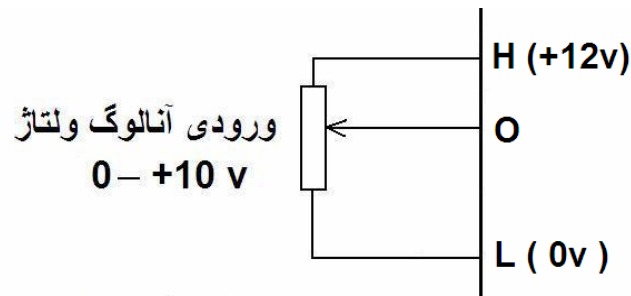 H (+12v)
ورودی آنالوگ ولتاژ
0– +10 v
O
L ( 0v )